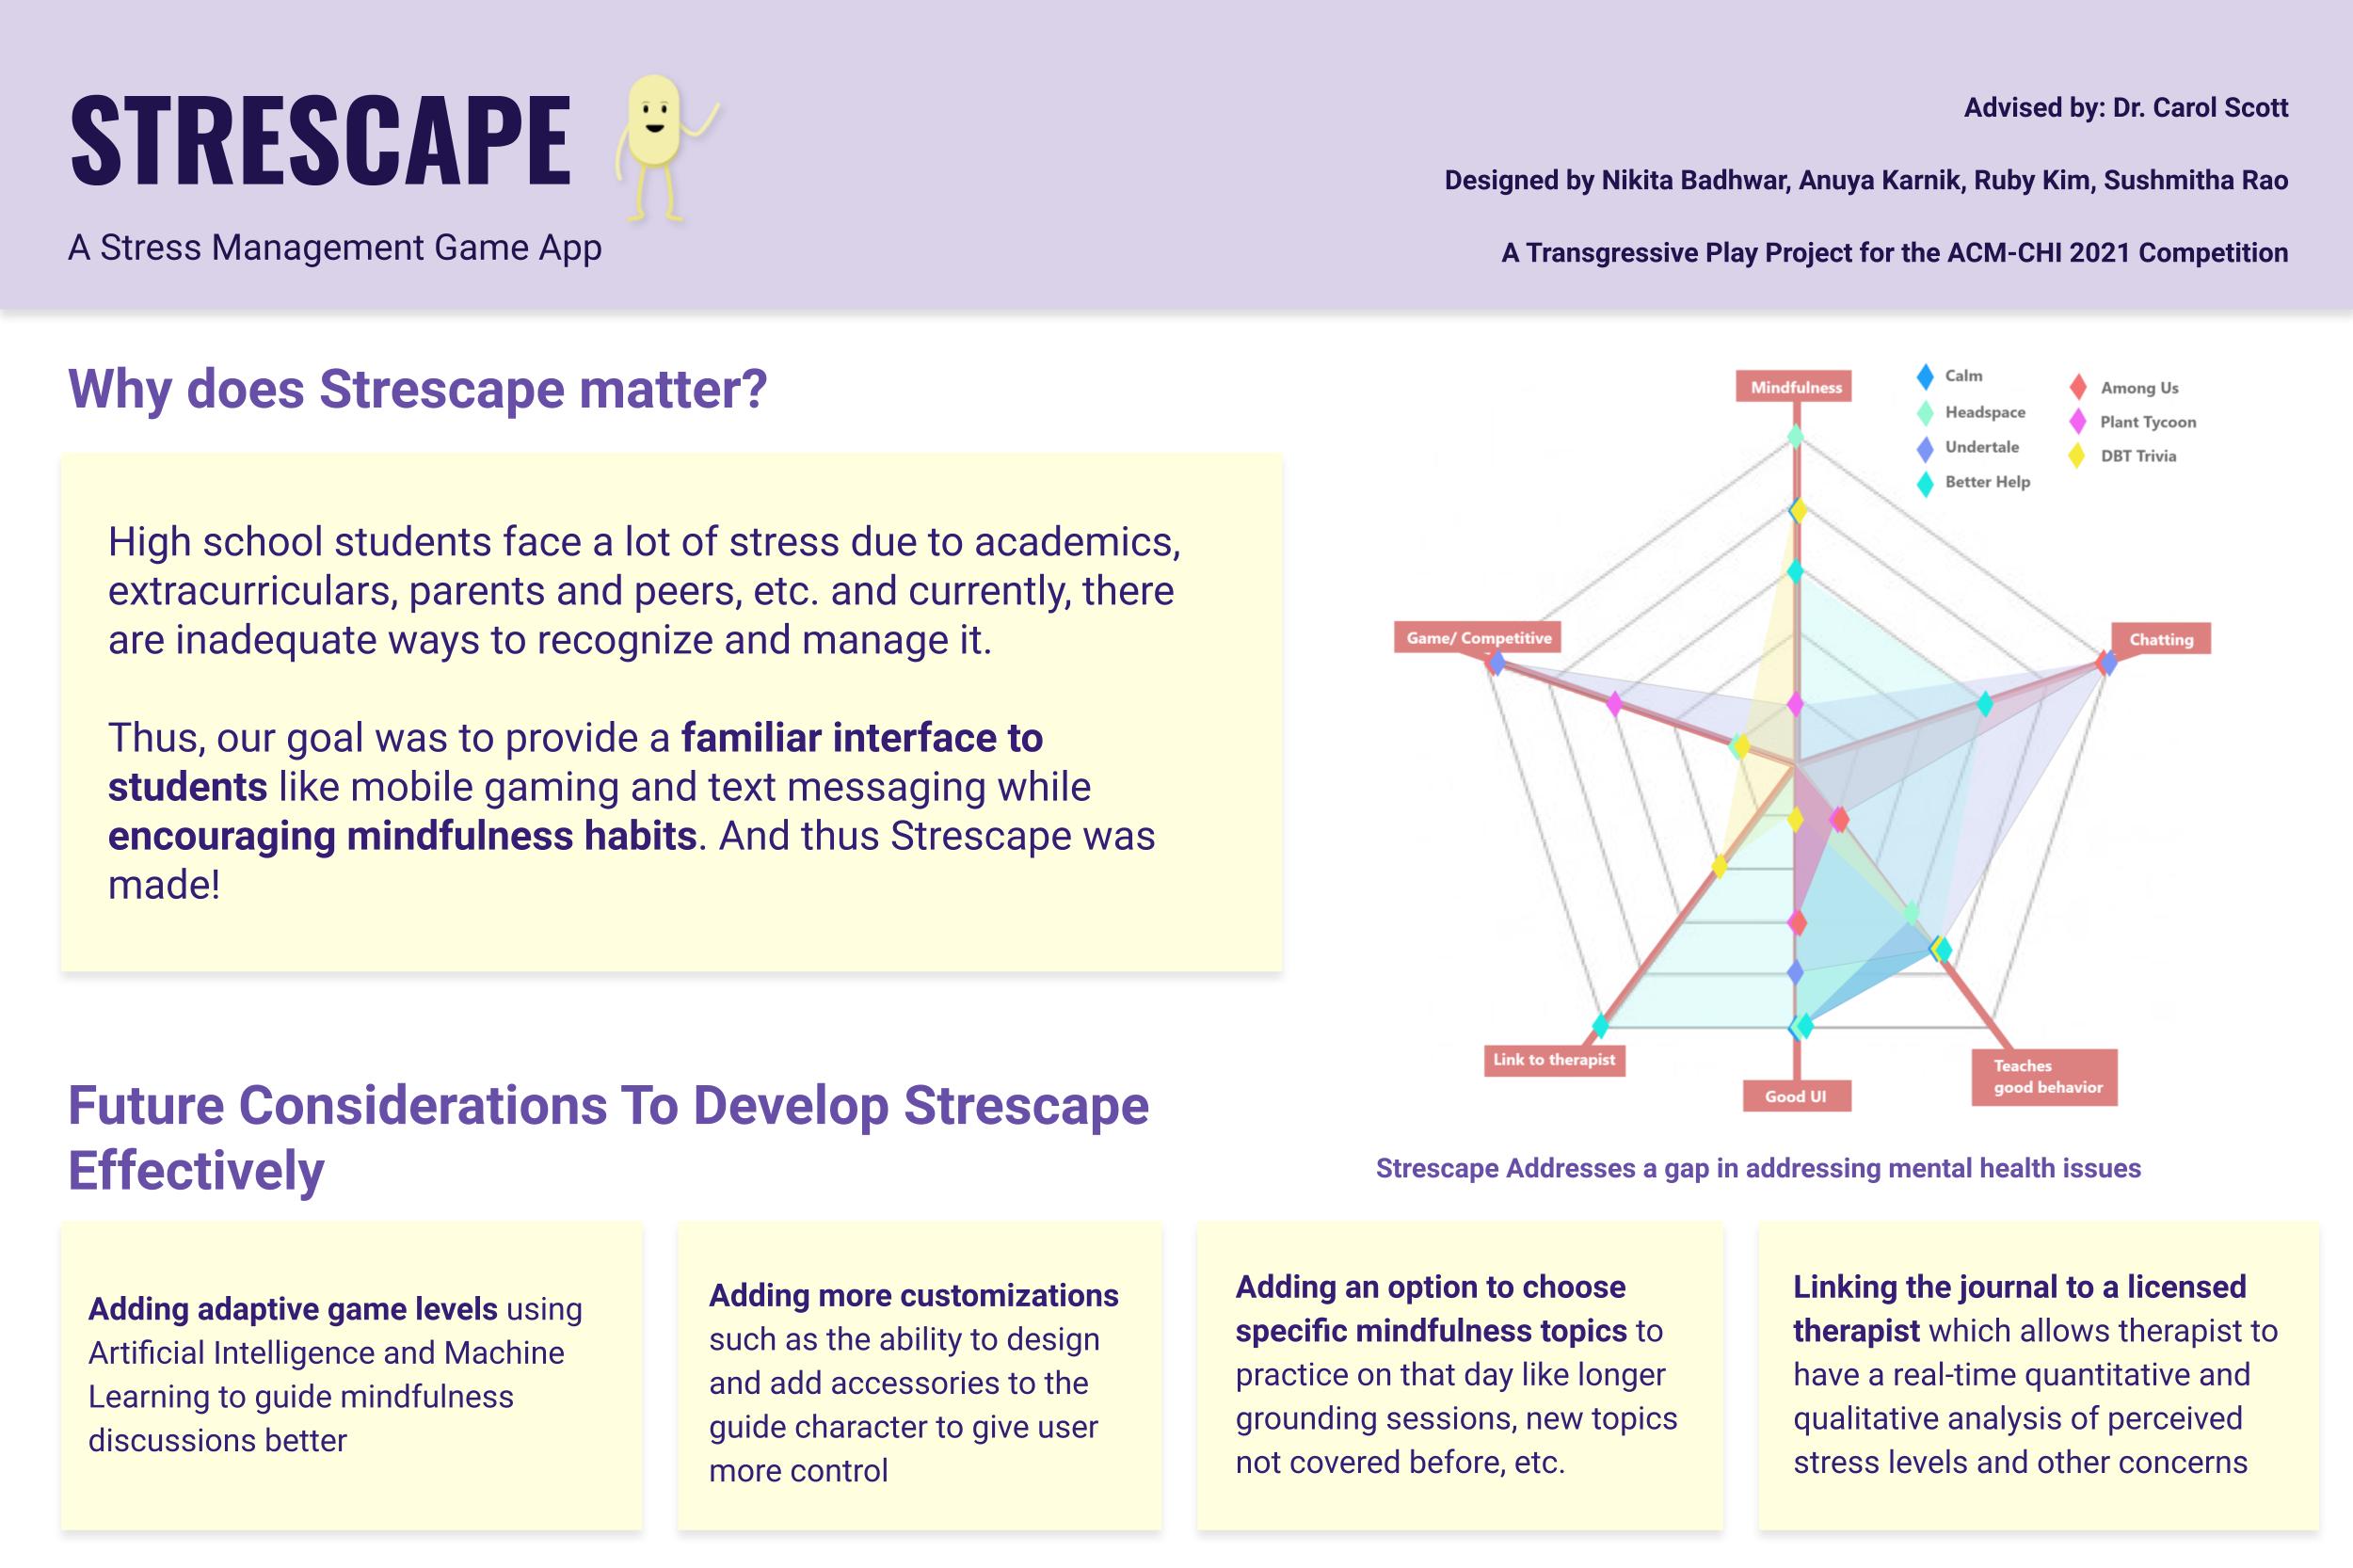 STRESCAPE
A Stress Management Game App
Advised by: Dr. Carol Scott
Designed by Nikita Badhwar, Anuya Karnik, Ruby Kim, Sushmitha Rao
A Transgressive Play Project for the ACM-CHI 2021 Competition
Why does Strescape matter?
High school students face a lot of stress due to academics,
extracurriculars, parents and peers, etc. and currently, there
are inadequate ways to recognize and manage it.
Thus, our goal was to provide a familiar interface to
students like mobile gaming and text messaging while
encouraging mindfulness habits. And thus Strescape was
made!
Mindfulness
Calm
Headspace
Undertale
Better Help
Among Us
Plant Tycoon
DBT Trivia
Game/ Competitive
Chatting
Link to therapist
Good UI
Teaches
good behavior
Strescape Addresses a gap in addressing mental health issues
Future Considerations To Develop Strescape
Effectively
Adding adaptive game levels using
Artificial Intelligence and Machine
Learning to guide mindfulness
discussions better
Adding more customizations
such as the ability to design
and add accessories to the
guide character to give user
more control
Adding an option to choose
specific mindfulness topics to
practice on that day like longer
grounding sessions, new topics
not covered before, etc.
Linking the journal to a licensed
therapist which allows therapist to
have a real-time quantitative and
qualitative analysis of perceived
stress levels and other concerns